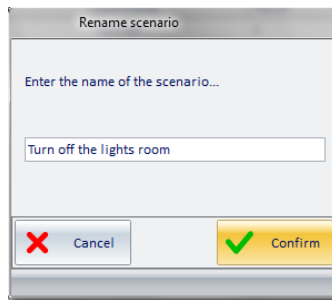 Rename scenario
Enter the name of the scenario...
Turn off the lights room
Cancel
Confirm